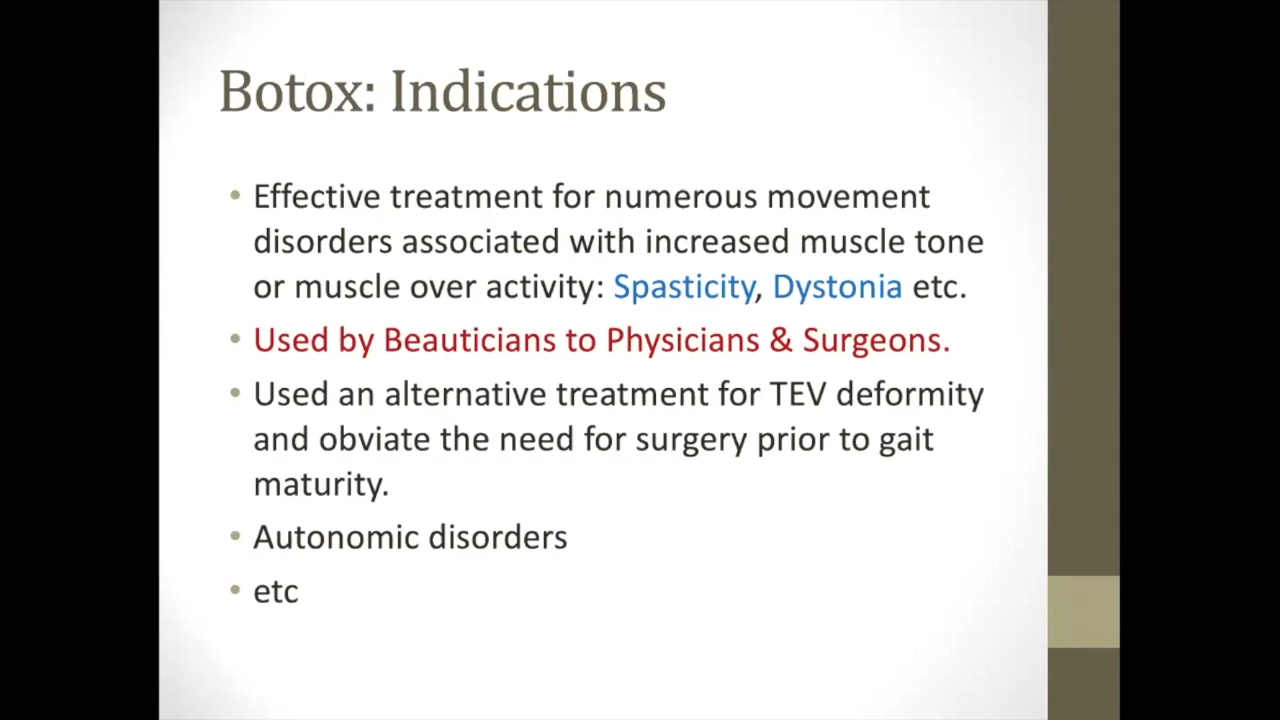 Botox: Indications
• Effective treatment for numerous movement
disorders associated with increased muscle tone
or muscle over activity: Spasticity, Dystonia etc.
• Used by Beauticians to Physicians & Surgeons.
• Used an alternative treatment for TEV deformity
and obviate the need for surgery prior to gait
maturity.
• Autonomic disorders
• etc